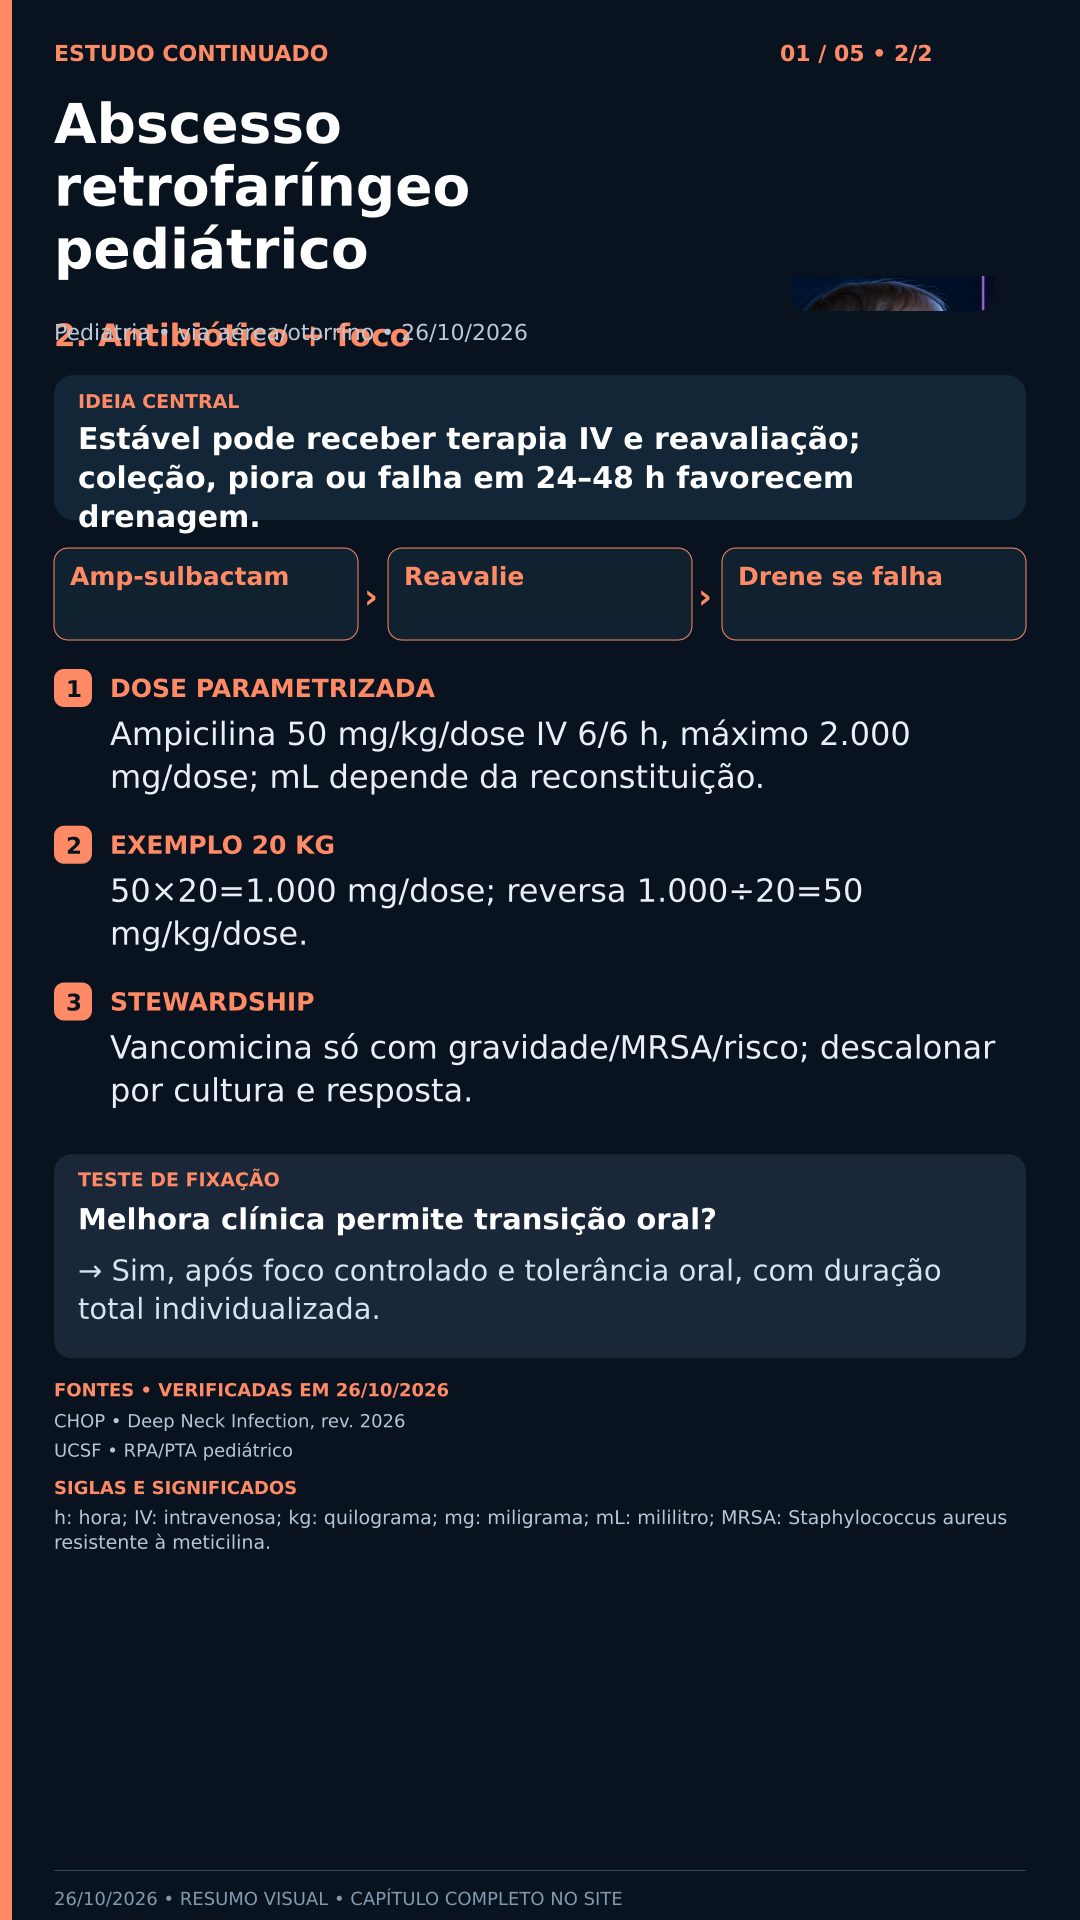 ESTUDO CONTINUADO
01 / 05 • 2/2
Abscesso
retrofaríngeo
pediátrico
Pediatria • via aérea/otorrino • 26/10/2026
2. Antibiótico + foco
IDEIA CENTRAL
Estável pode receber terapia IV e reavaliação;
coleção, piora ou falha em 24–48 h favorecem
drenagem.
Amp-sulbactam
›
Reavalie
›
Drene se falha
1
DOSE PARAMETRIZADA
Ampicilina 50 mg/kg/dose IV 6/6 h, máximo 2.000
mg/dose; mL depende da reconstituição.
2
EXEMPLO 20 KG
50×20=1.000 mg/dose; reversa 1.000÷20=50
mg/kg/dose.
3
STEWARDSHIP
Vancomicina só com gravidade/MRSA/risco; descalonar
por cultura e resposta.
TESTE DE FIXAÇÃO
Melhora clínica permite transição oral?
→ Sim, após foco controlado e tolerância oral, com duração
total individualizada.
FONTES • VERIFICADAS EM 26/10/2026
CHOP • Deep Neck Infection, rev. 2026
UCSF • RPA/PTA pediátrico
SIGLAS E SIGNIFICADOS
h: hora; IV: intravenosa; kg: quilograma; mg: miligrama; mL: mililitro; MRSA: Staphylococcus aureus
resistente à meticilina.
26/10/2026 • RESUMO VISUAL • CAPÍTULO COMPLETO NO SITE